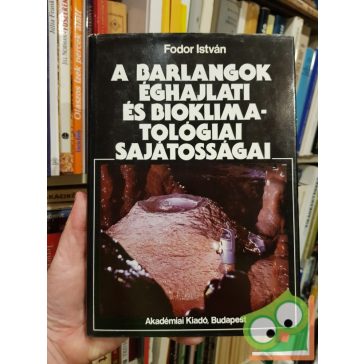 Fodor István
A BARLANGOK
ÉGHAJLATI
ÉS BIOKLIMA-
TOLÓGIAI
SAJÁTOSSÁGAI
Akadémiai Kiadó, Budapest